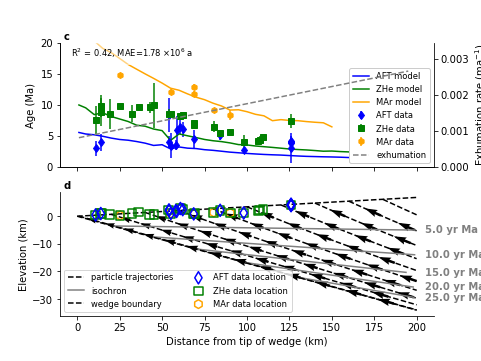 c
R² = 0.42, MAE=1.78 ×10⁶ a
20
15
10
5
0
Age (Ma)
0.003
0.002
0.001
0.000
Exhumation rate (ma⁻¹)
AFT model
ZHe model
MAr model
AFT data
ZHe data
MAr data
exhumation
d
0
−10
−20
−30
Elevation (km)
5.0 yr Ma
10.0 yr Ma
15.0 yr Ma
20.0 yr Ma
25.0 yr Ma
particle trajectories
isochron
wedge boundary
AFT data location
ZHe data location
MAr data location
0 25 50 75 100 125 150 175 200
Distance from tip of wedge (km)